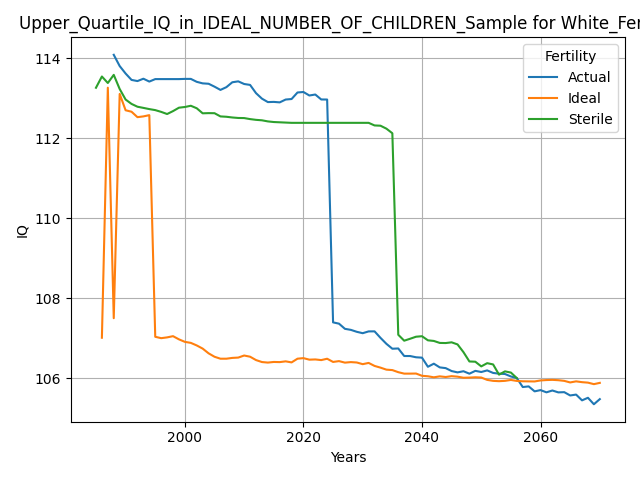 Upper_Quartile_IQ_in_IDEAL_NUMBER_OF_CHILDREN_Sample for White_Fer
114
112
110
108
106
IQ
2000
2020
2040
2060
Years
Fertility
Actual
Ideal
Sterile